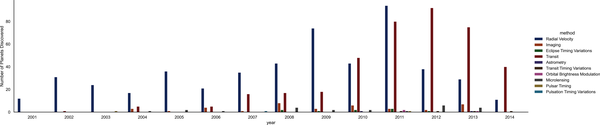 Number of Planets Discovered
80
60
40
20
0
2001 2002 2003 2004 2005 2006 2007 2008 2009 2010 2011 2012 2013 2014
year
method
Radial Velocity
Imaging
Eclipse Timing Variations
Transit
Astrometry
Transit Timing Variations
Orbital Brightness Modulation
Microlensing
Pulsar Timing
Pulsation Timing Variations